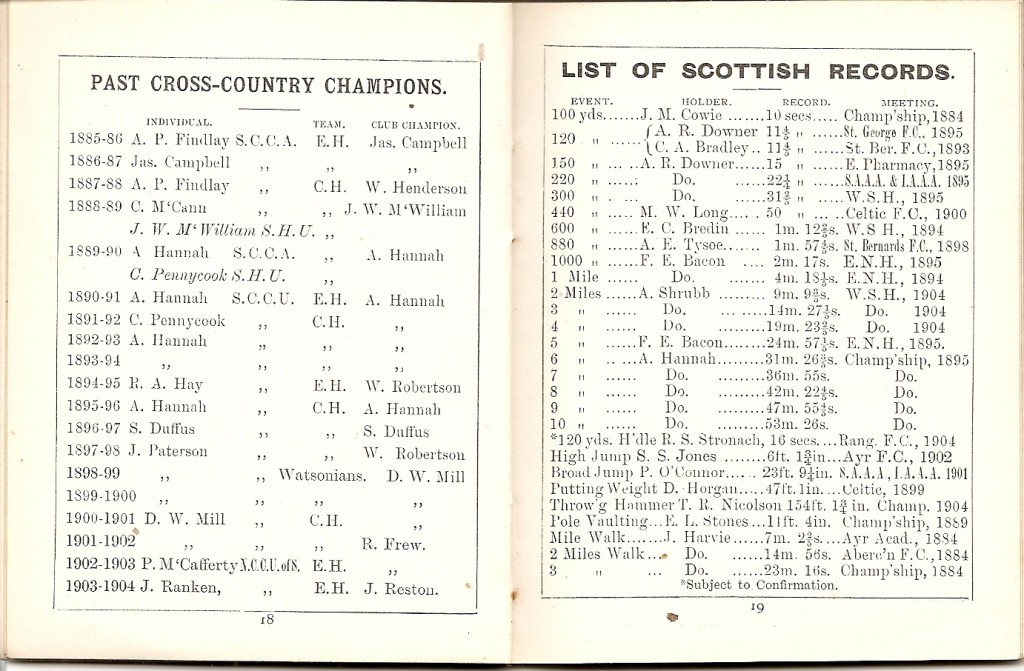 PAST CROSS-COUNTRY CHAMPIONS.
INDIVIDUAL. TEAM. CLUB CHAMPION.
1885-86 A. P. Findlay S.C.C.A. E.H. Jas. Campbell
1886-87 Jas. Campbell ,, ,, ,,
1887-88 A. P. Findlay ,, C.H. W. Henderson
1888-89 C. M'Cann ,, ,, J. W. M'William
J. W. M'William S.H.U. ,,
1889-90 A Hannah S.C.C.A. ,, A. Hannah
C. Pennycook S.H.U. ,,
1890-91 A. Hannah S.C.C.U. E.H. A. Hannah
1891-92 C. Pennycook ,, C.H. ,,
1892-93 A. Hannah ,, ,, ,,
1893-94 ,, ,, ,, ,,
1894-95 R. A. Hay ,, E.H. W. Robertson
1895-96 A. Hannah ,, C.H. A. Hannah
1896-97 S. Duffus ,, ,, S. Duffus
1897-98 J. Paterson ,, ,, W. Robertson
1898-99 ,, ,, Watsonians. D. W. Mill
1899-1900 ,, ,, ,, ,,
1900-1901 D. W. Mill ,, C.H. ,,
1901-1902 ,, ,, ,, R. Frew.
1902-1903 P. M'Cafferty N.C.C.U. of S. E.H. ,,
1903-1904 J. Ranken, ,, E.H. J. Reston.
18
LIST OF SCOTTISH RECORDS.
EVENT. HOLDER. RECORD. MEETING.
100 yds.......J. M. Cowie......10 secs.....Champ'ship, 1884
120 ,, ...... { A. R. Downer 11⅘ ,, ......St. George F.C., 1895
{ C. A. Bradley.. 11⅘ ,, ......St. Ber. F.C., 1893
150 ,, ......A. R. Downer......15 ,, ......E. Pharmacy, 1895
220 ,, ...... Do. ......22¼ ,, ......S.A.A.A. & I.A.A.A. 1895
300 ,, . ... Do. ......31⅗ ,, ......W.S.H., 1895
440 ,, ...... M. W. Long.... . 50 ,, ... ..Celtic F.C., 1900
600 ,, ......E. C. Bredin ...... 1m. 12⅗s. W.S H., 1894
880 ,, ......A. E. Tysoe....... 1m. 57⅘s. St. Bernards F.C., 1898
1000 ,, ......F. E. Bacon .... 2m. 17s. E.N.H., 1895
1 Mile ...... Do. ...... 4m. 18⅕s. E.N.H., 1894
2 Miles ......A. Shrubb ...... 9m. 9⅗s. W.S.H., 1904
3 ,, ...... Do. ... ......14m. 27⅕s. Do. 1904
4 ,, ...... Do. .........19m. 23⅖s. Do. 1904
5 ,, ......F. E. Bacon......24m. 57⅕s. E.N.H., 1895.
6 ,, .. ...A. Hannah.........31m. 26⅗s. Champ'ship, 1895
7 ,, ...... Do. .........36m. 55s. Do.
8 ,, ...... Do. .........42m. 22⅘s. Do.
9 ,, ...... Do. .........47m. 55⅘s. Do.
10 ,, ...... Do. .........53m. 26s. Do.
*120 yds. H'dle R. S. Stronach, 16 secs....Rang. F.C., 1904
High Jump S. S. Jones ........6ft. 1¾in...Ayr F.C., 1902
Broad Jump P. O'Connor..... 23ft. 9¼in. S.A.A.A, I.A.A.A. 1901
Putting Weight D. Horgan....47ft. 1in....Celtic, 1899
Throw'g Hammer T. R. Nicolson 154ft. 1¾ in. Champ. 1904
Pole Vaulting...E. L. Stones...11ft. 4in. Champ'ship, 1889
Mile Walk.......J. Harvie......7m. 2⅗s....Ayr Acad., 1884
2 Miles Walk.... Do. ......14m. 56s. Aberc'n F.C., 1884
3 ,, ... Do. ......23m. 16s. Champ'ship, 1884
*Subject to Confirmation.
19